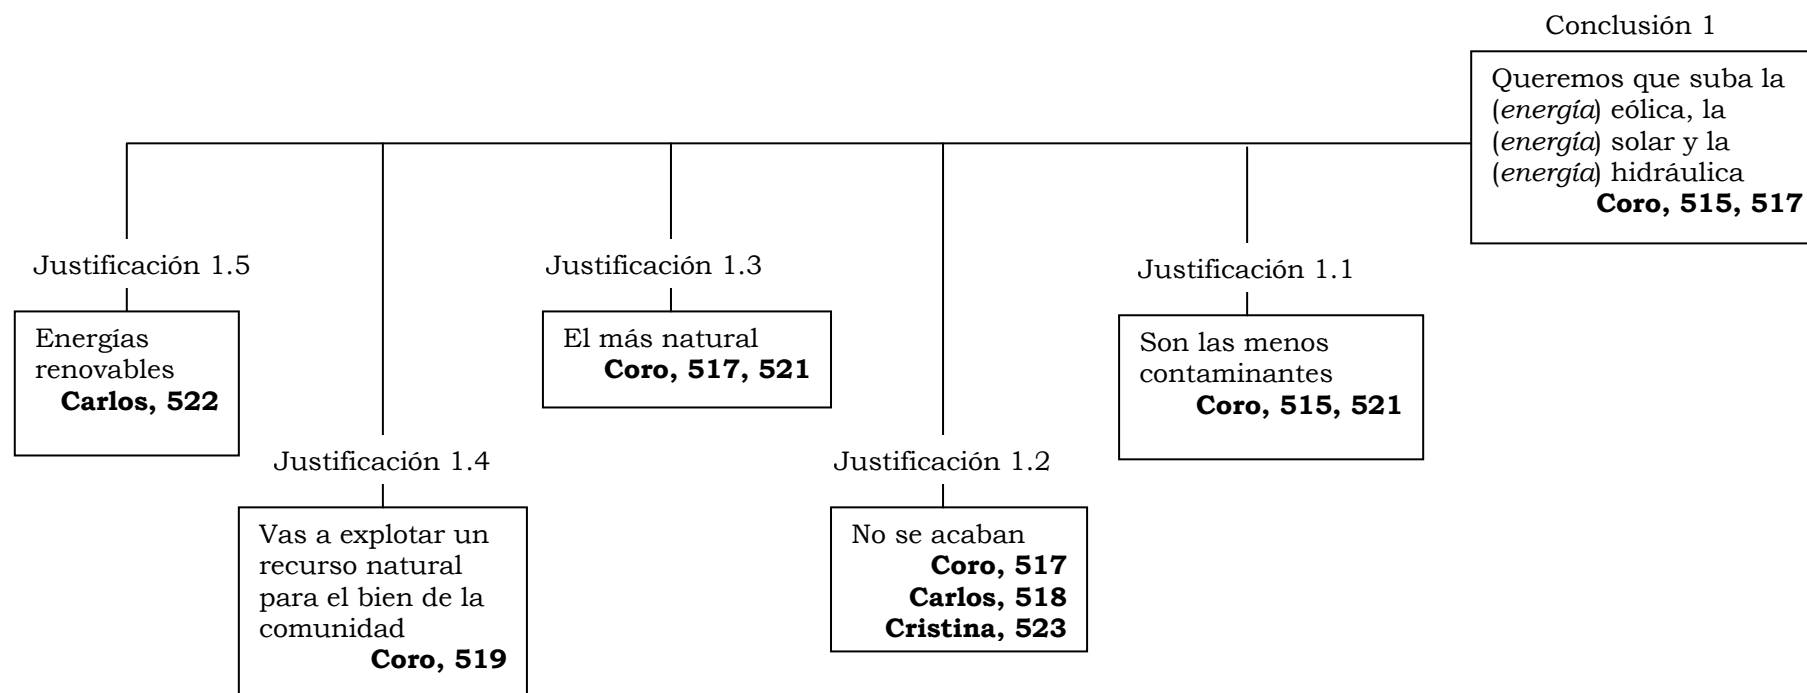 Conclusión 1
Queremos que suba la
(energía) eólica, la
(energía) solar y la
(energía) hidráulica
Coro, 515, 517
Justificación 1.5
Energías
renovables
Carlos, 522
Justificación 1.3
El más natural
Coro, 517, 521
Justificación 1.1
Son las menos
contaminantes
Coro, 515, 521
Justificación 1.4
Vas a explotar un
recurso natural
para el bien de la
comunidad
Coro, 519
Justificación 1.2
No se acaban
Coro, 517
Carlos, 518
Cristina, 523